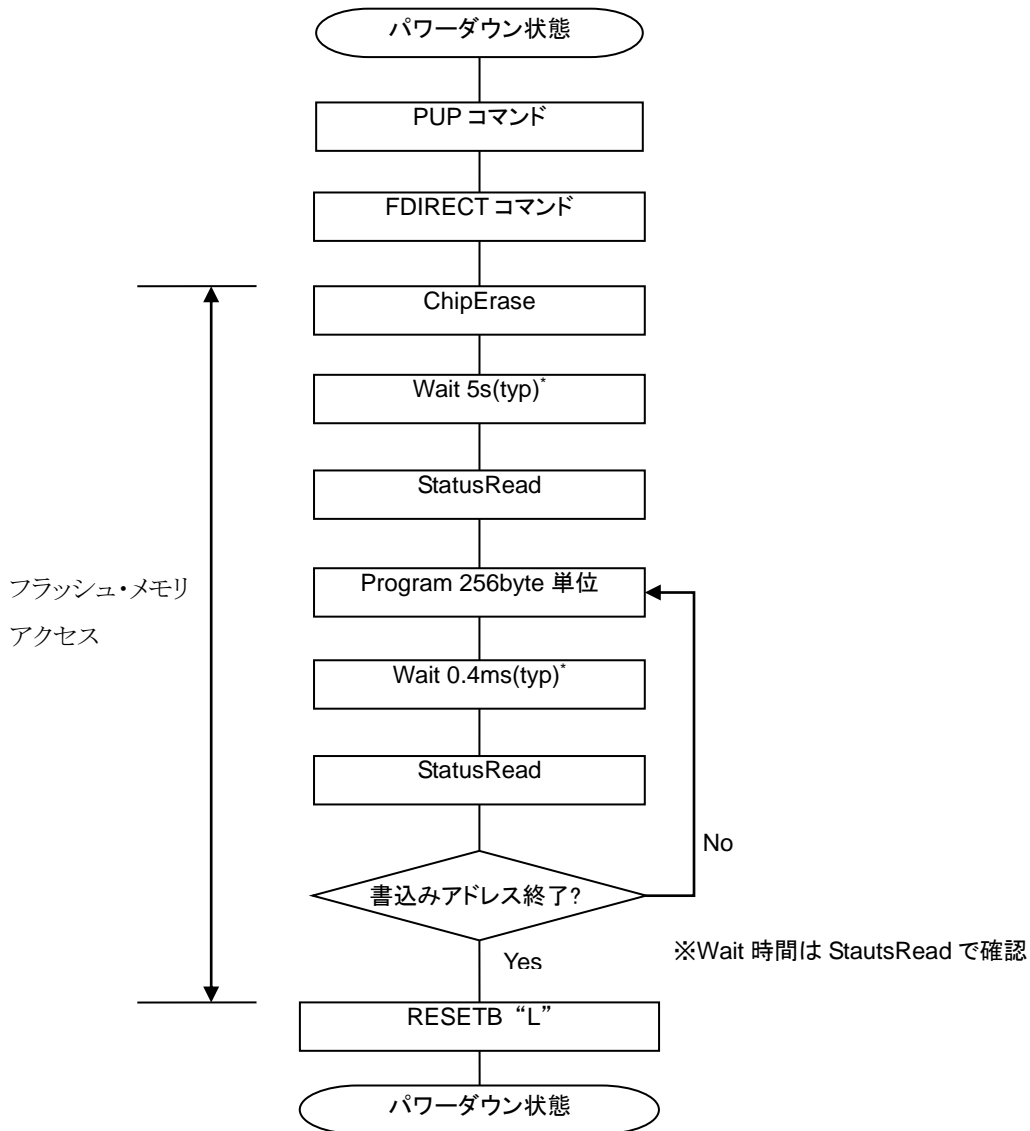 パワーダウン状態
PUP コマンド
FDIRECT コマンド
ChipErase
Wait 5s(typ)*
StatusRead
フラッシュ・メモリ
アクセス
Program 256byte 単位
Wait 0.4ms(typ)*
StatusRead
No
書込みアドレス終了?
Yes
※Wait 時間は StautsRead で確認
RESETB “L”
パワーダウン状態